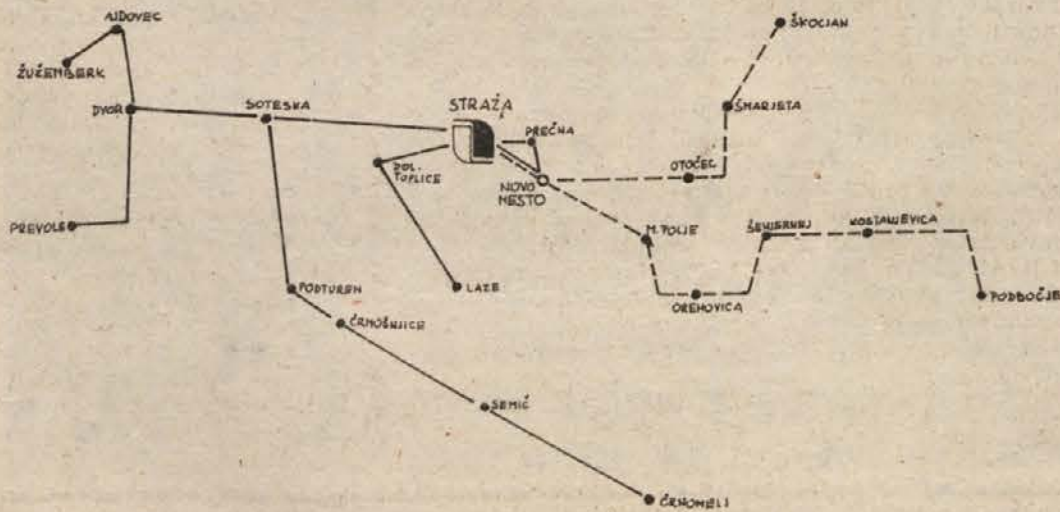 AJDOVEC
ŽUŽEMBERK
DVOR
SOTESKA
STRAŽA
PREČNA
ŠKOCJAN
ŠMARJETA
OTOČEC
DOL.
TOPLICE
NOVO
MESTO
PREVOLE
M. POLJE
ŠENJERNEJ
KOSTANJEVICA
PODTUREN
LAZE
OREHOVICA
PODBOČJE
ČRMOŠNJICE
SEMIČ
ČRNOMELJ